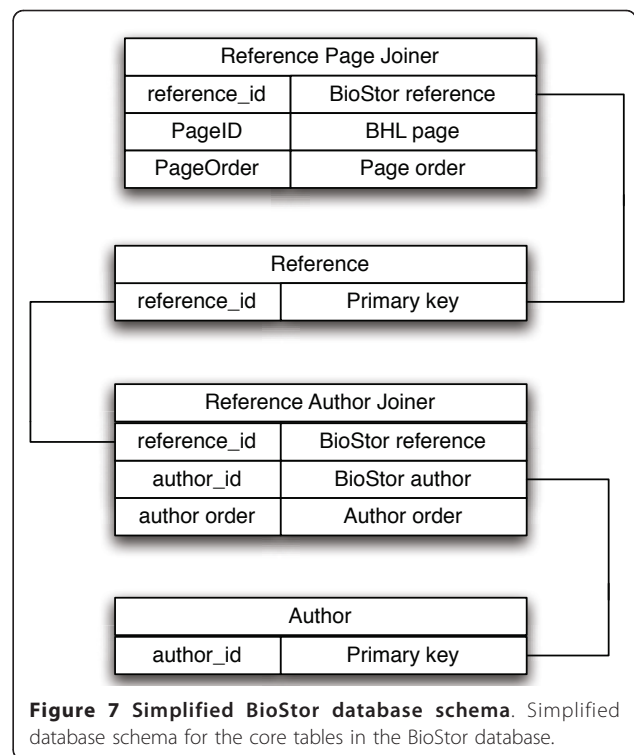 Reference Page Joiner
reference_id BioStor reference
PageID BHL page
PageOrder Page order
Reference
reference_id Primary key
Reference Author Joiner
reference_id BioStor reference
author_id BioStor author
author order Author order
Author
author_id Primary key
Figure 7 Simplified BioStor database schema. Simplified
database schema for the core tables in the BioStor database.